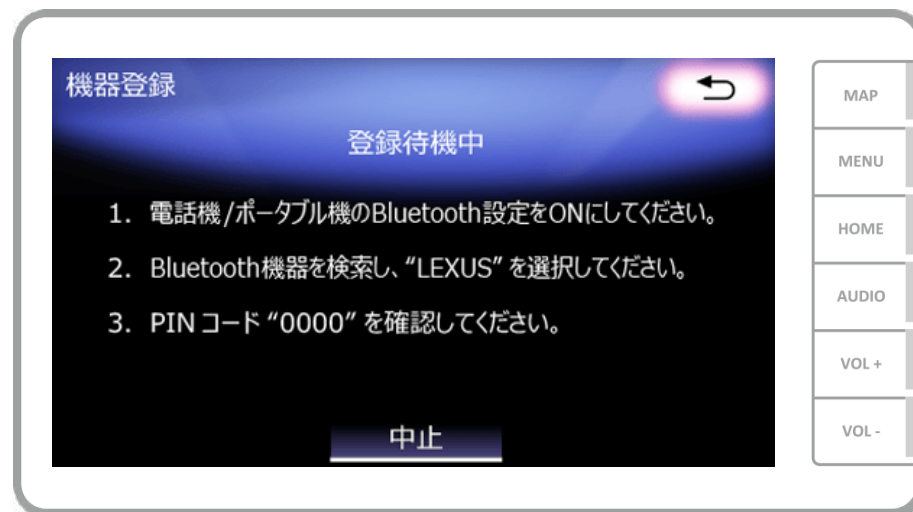 機器登録
登録待機中
1. 電話機/ポータブル機のBluetooth設定をONにしてください。
2. Bluetooth機器を検索し、“LEXUS” を選択してください。
3. PIN コード “0000” を確認してください。
中止
MAP
MENU
HOME
AUDIO
VOL +
VOL -